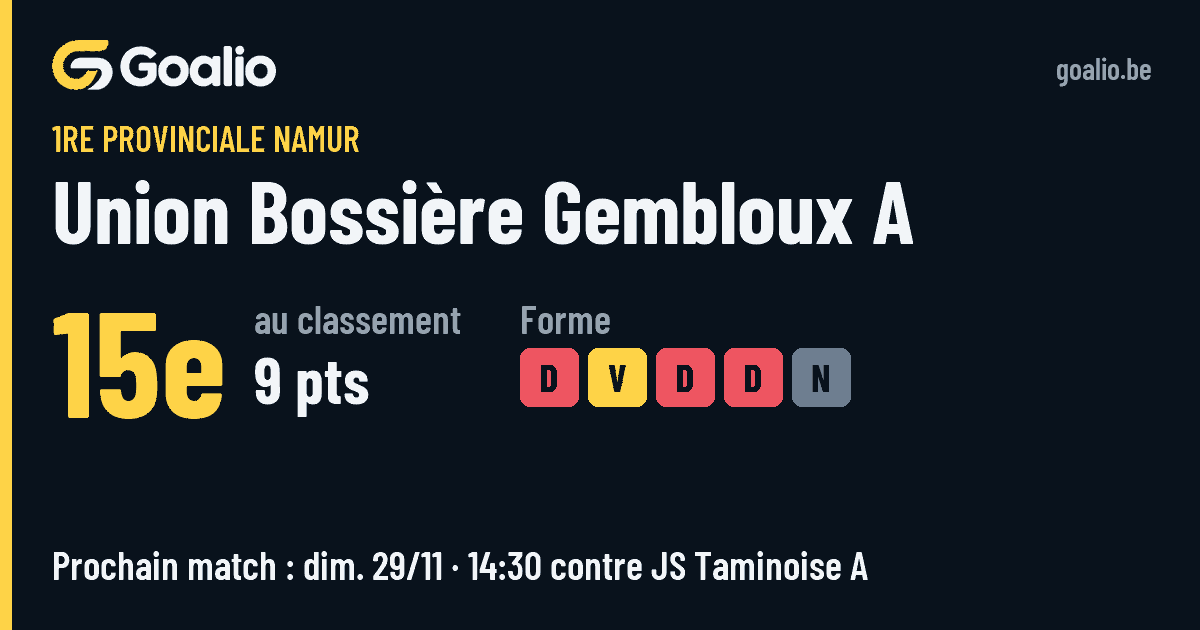 Goalio
goalio.be
1RE PROVINCIALE NAMUR
Union Bossière Gembloux A
15e
au classement
9 pts
Forme
D V D D N
Prochain match : dim. 29/11 · 14:30 contre JS Taminoise A